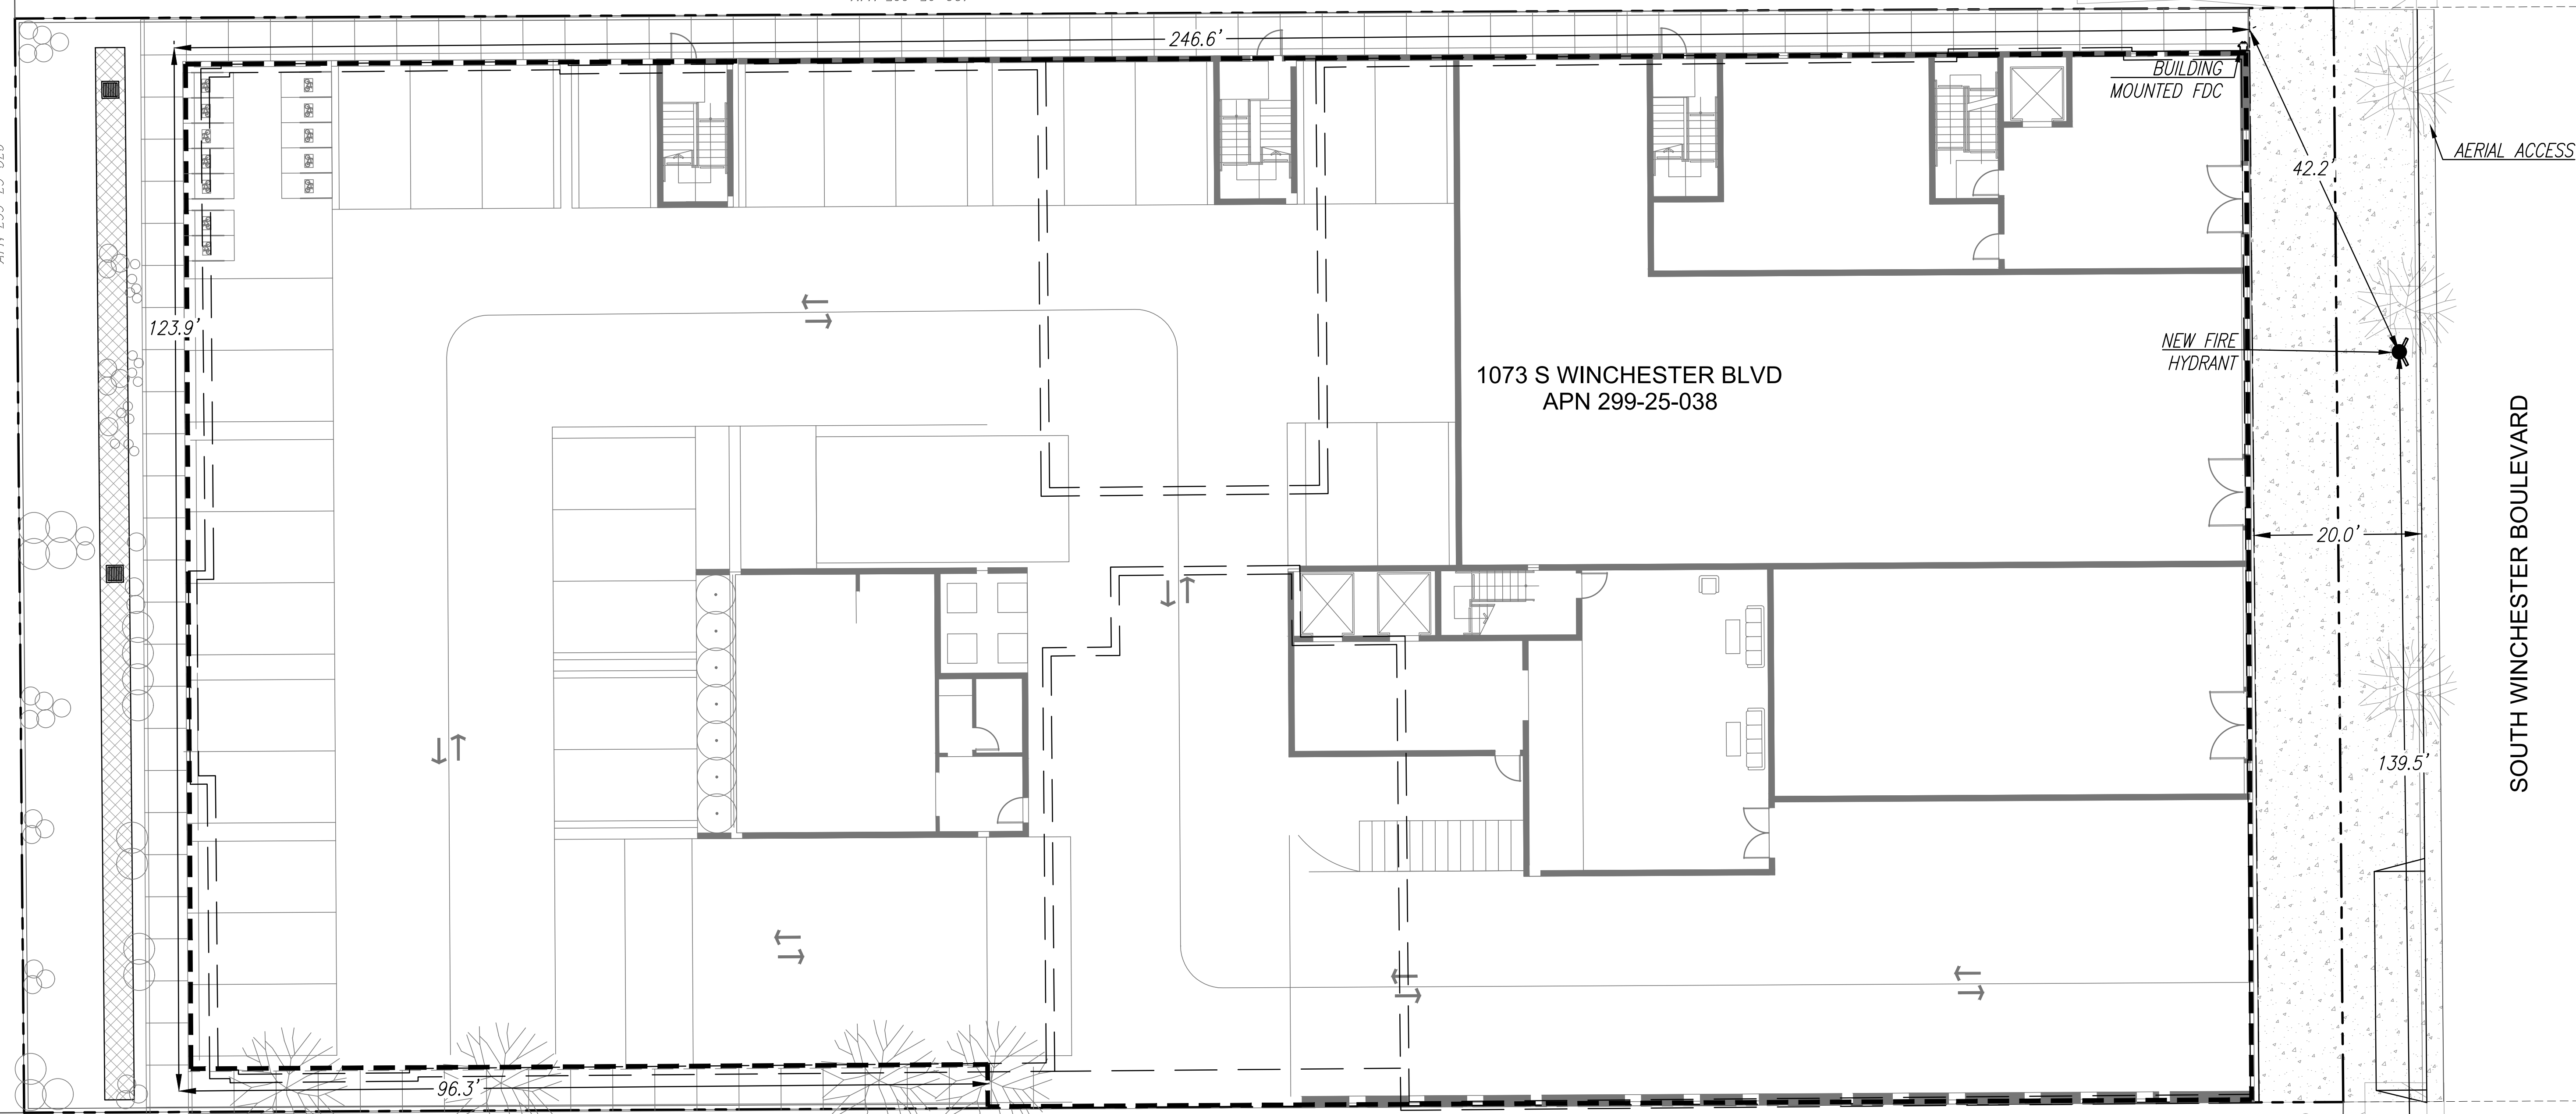 246.6'
BUILDING
MOUNTED FDC
42.2'
AERIAL ACCESS
123.9'
NEW FIRE
HYDRANT
1073 S WINCHESTER BLVD
APN 299-25-038
20.0'
SOUTH WINCHESTER BOULEVARD
139.5'
96.3'